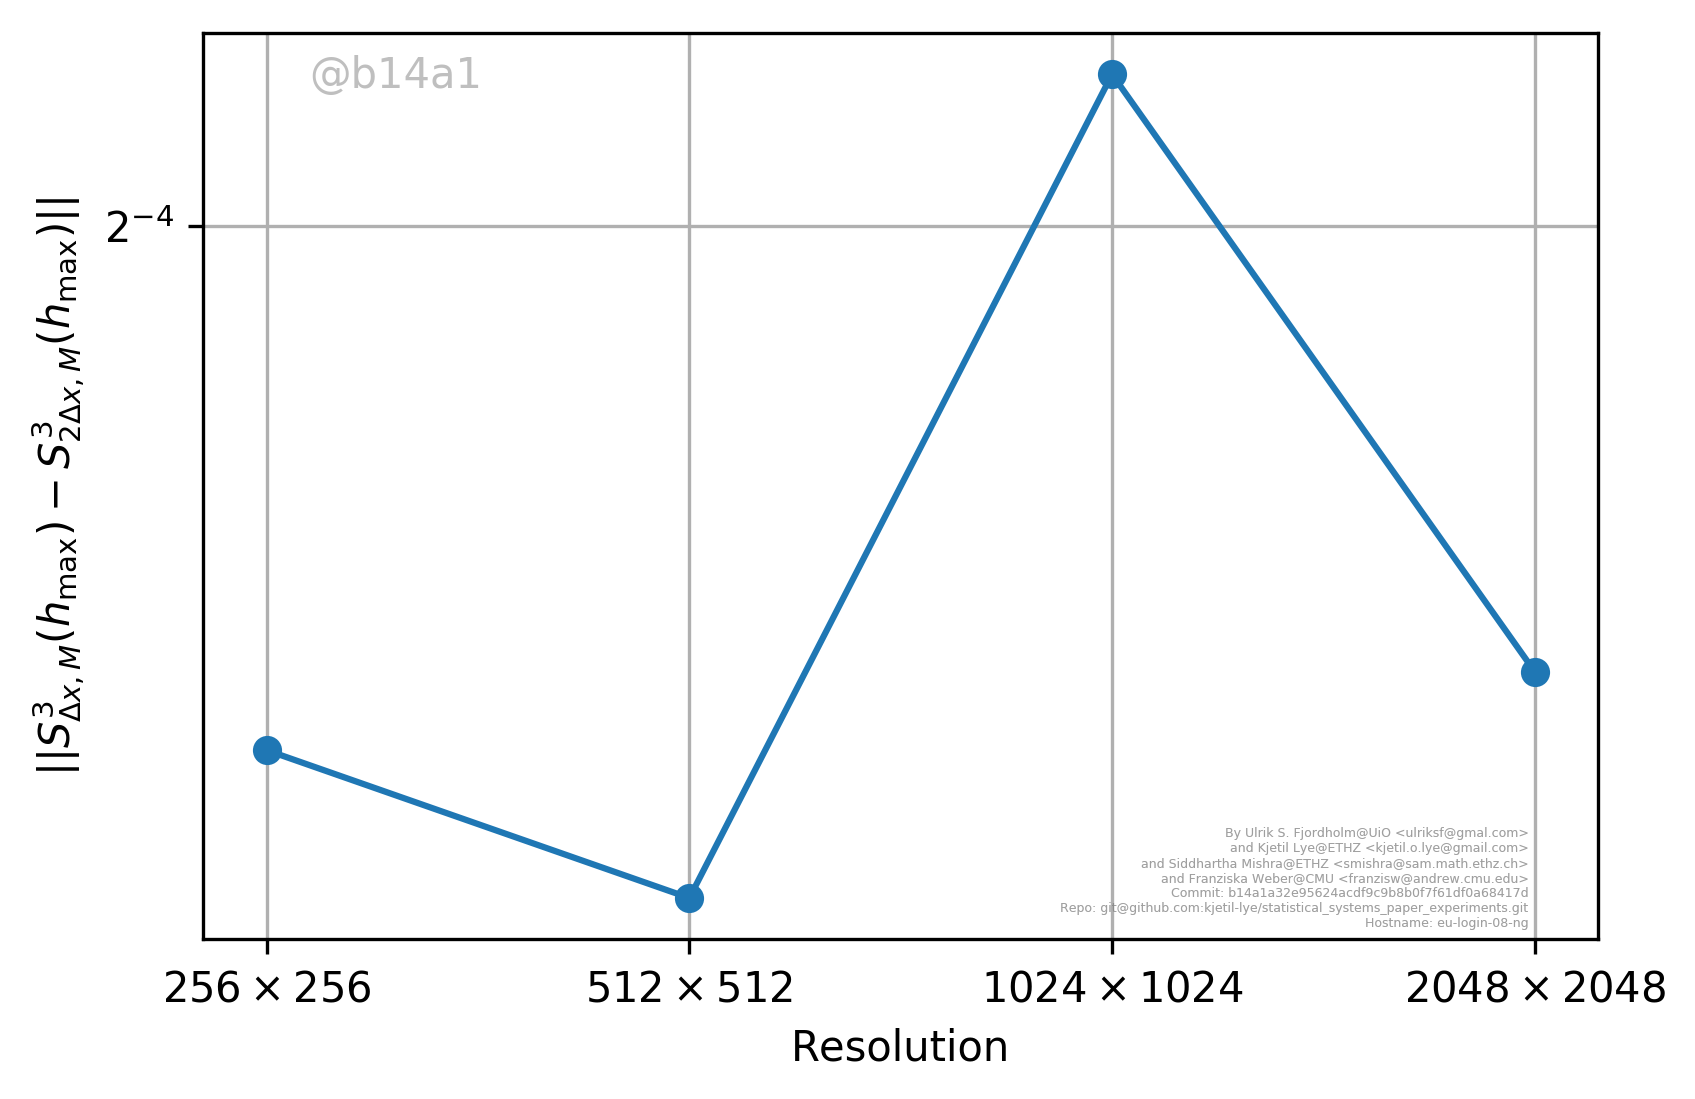 @b14a1
2⁻⁴
||S³_{Δx,M}(h_max) − S³_{2Δx,M}(h_max)||
By Ulrik S. Fjordholm@UiO <ulriksf@gmal.com>
and Kjetil Lye@ETHZ <kjetil.o.lye@gmail.com>
and Siddhartha Mishra@ETHZ <smishra@sam.math.ethz.ch>
and Franziska Weber@CMU <franzisw@andrew.cmu.edu>
Commit: b14a1a32e95624acdf9c9b8b0f7f61df0a68417d
Repo: git@github.com:kjetil-lye/statistical_systems_paper_experiments.git
Hostname: eu-login-08-ng
256 × 256 512 × 512 1024 × 1024 2048 × 2048
Resolution